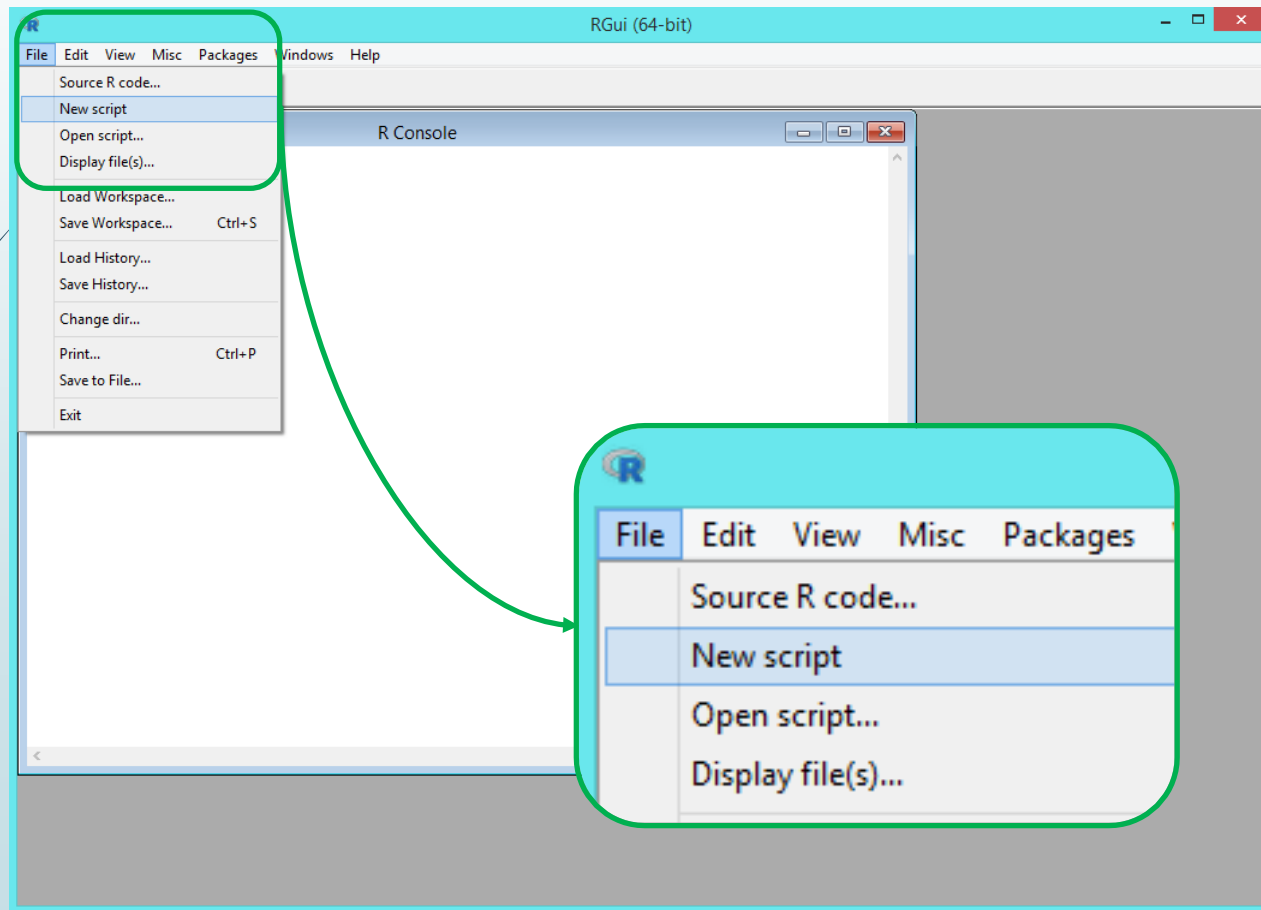 R RGui (64-bit)
File Edit View Misc Packages Windows Help
Source R code...
New script
Open script...
Display file(s)...
Load Workspace...
Save Workspace... Ctrl+S
Load History...
Save History...
Change dir...
Print... Ctrl+P
Save to File...
Exit
R Console
R
File Edit View Misc Packages
Source R code...
New script
Open script...
Display file(s)...